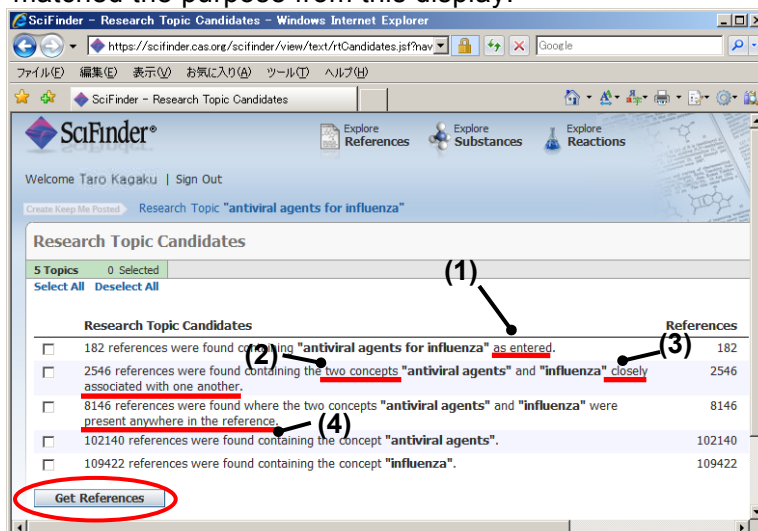 matched the purpose from this display.
SciFinder - Research Topic Candidates - Windows Internet Explorer
https://scifinder.cas.org/scifinder/view/text/rtCandidates.jsf?nav
Google
ファイル(F) 編集(E) 表示(V) お気に入り(A) ツール(T) ヘルプ(H)
SciFinder - Research Topic Candidates
SciFinder®
Explore References
Explore Substances
Explore Reactions
Welcome Taro Kagaku | Sign Out
Create Keep Me Posted Research Topic "antiviral agents for influenza"
Research Topic Candidates
5 Topics 0 Selected
Select All Deselect All
(1)
Research Topic Candidates References
182 references were found containing "antiviral agents for influenza" as entered. 182
(2)
(3)
2546 references were found containing the two concepts "antiviral agents" and "influenza" closely 2546
associated with one another.
8146 references were found where the two concepts "antiviral agents" and "influenza" were 8146
present anywhere in the reference.
(4)
102140 references were found containing the concept "antiviral agents". 102140
109422 references were found containing the concept "influenza". 109422
Get References